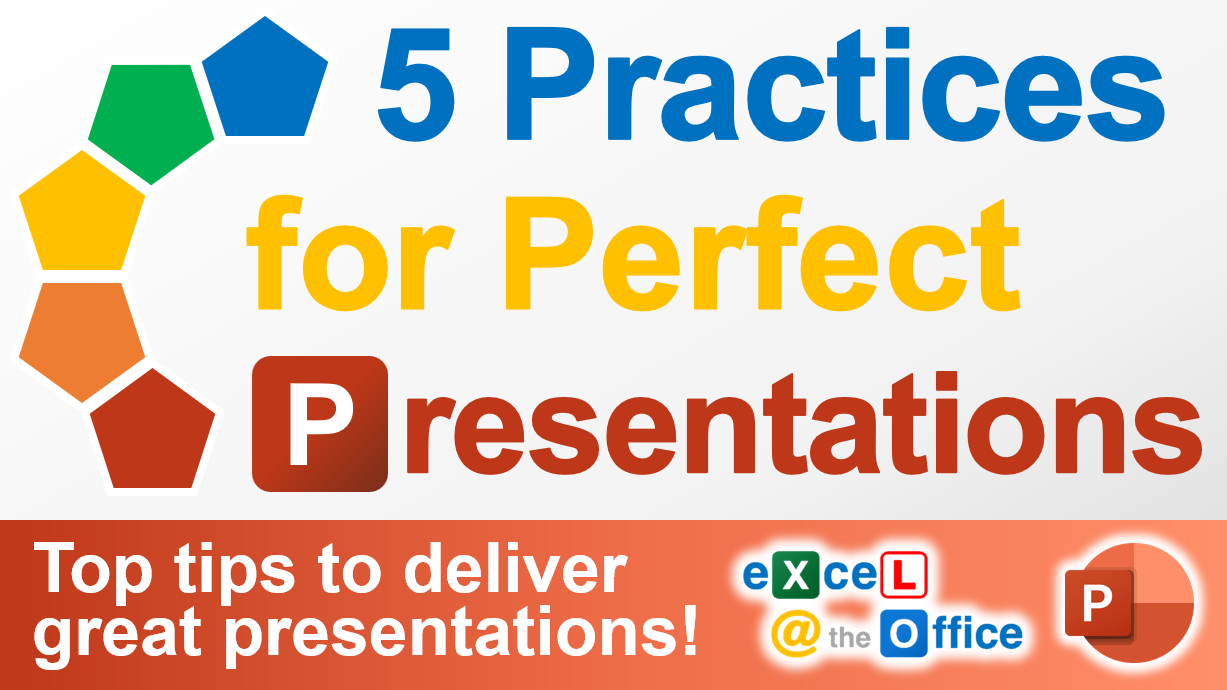 5 Practices
for Perfect
Presentations
Top tips to deliver
great presentations!
eXceL
@ the Office
P